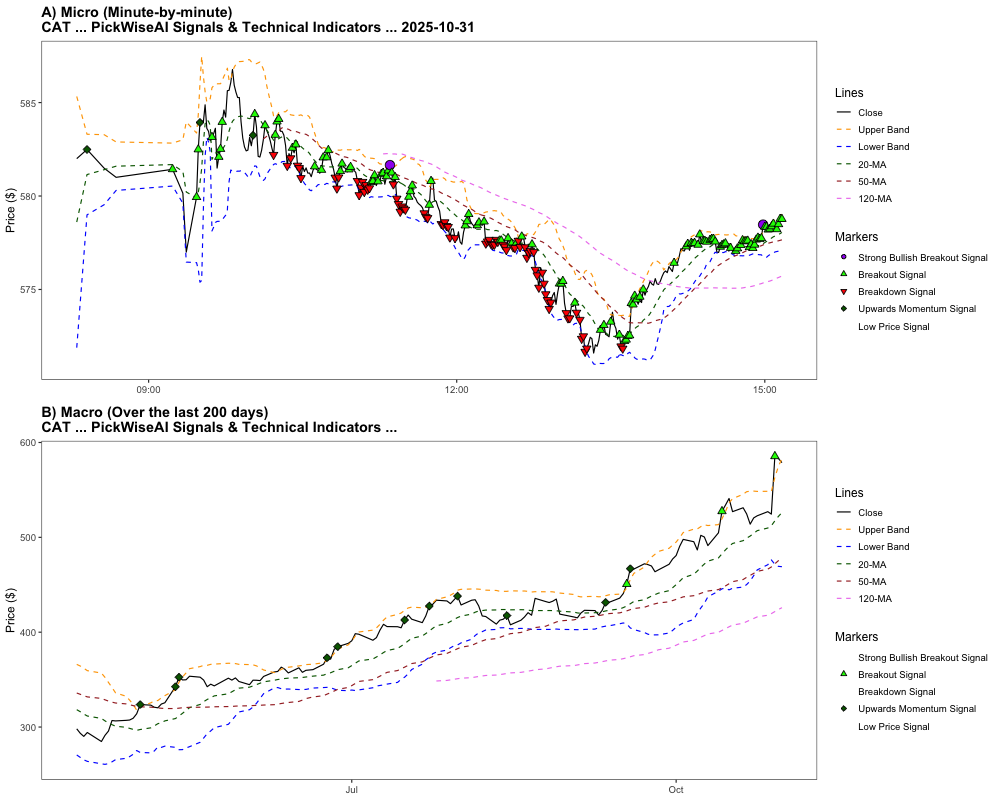 A) Micro (Minute-by-minute)
CAT ... PickWiseAI Signals & Technical Indicators ... 2025-10-31
Price ($)
585
580
575
09:00
12:00
15:00
Lines
Close
Upper Band
Lower Band
20-MA
50-MA
120-MA
Markers
Strong Bullish Breakout Signal
Breakout Signal
Breakdown Signal
Upwards Momentum Signal
Low Price Signal
B) Macro (Over the last 200 days)
CAT ... PickWiseAI Signals & Technical Indicators ...
Price ($)
600
500
400
300
Jul
Oct
Lines
Close
Upper Band
Lower Band
20-MA
50-MA
120-MA
Markers
Strong Bullish Breakout Signal
Breakout Signal
Breakdown Signal
Upwards Momentum Signal
Low Price Signal